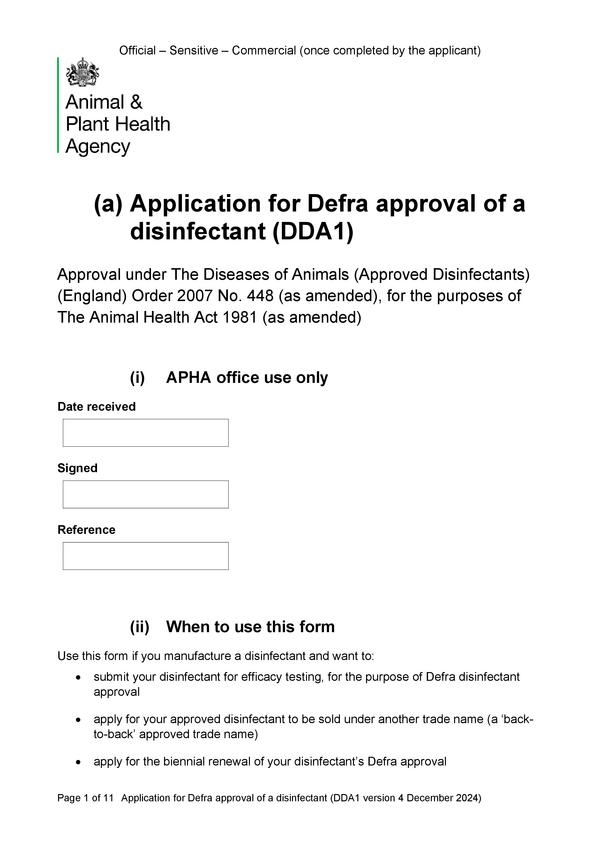 Official – Sensitive – Commercial (once completed by the applicant)
Animal &
Plant Health
Agency
(a) Application for Defra approval of a
disinfectant (DDA1)
Approval under The Diseases of Animals (Approved Disinfectants)
(England) Order 2007 No. 448 (as amended), for the purposes of
The Animal Health Act 1981 (as amended)
(i) APHA office use only
Date received
Signed
Reference
(ii) When to use this form
Use this form if you manufacture a disinfectant and want to:
• submit your disinfectant for efficacy testing, for the purpose of Defra disinfectant
approval
• apply for your approved disinfectant to be sold under another trade name (a ‘back-
to-back’ approved trade name)
• apply for the biennial renewal of your disinfectant’s Defra approval
Page 1 of 11 Application for Defra approval of a disinfectant (DDA1 version 4 December 2024)